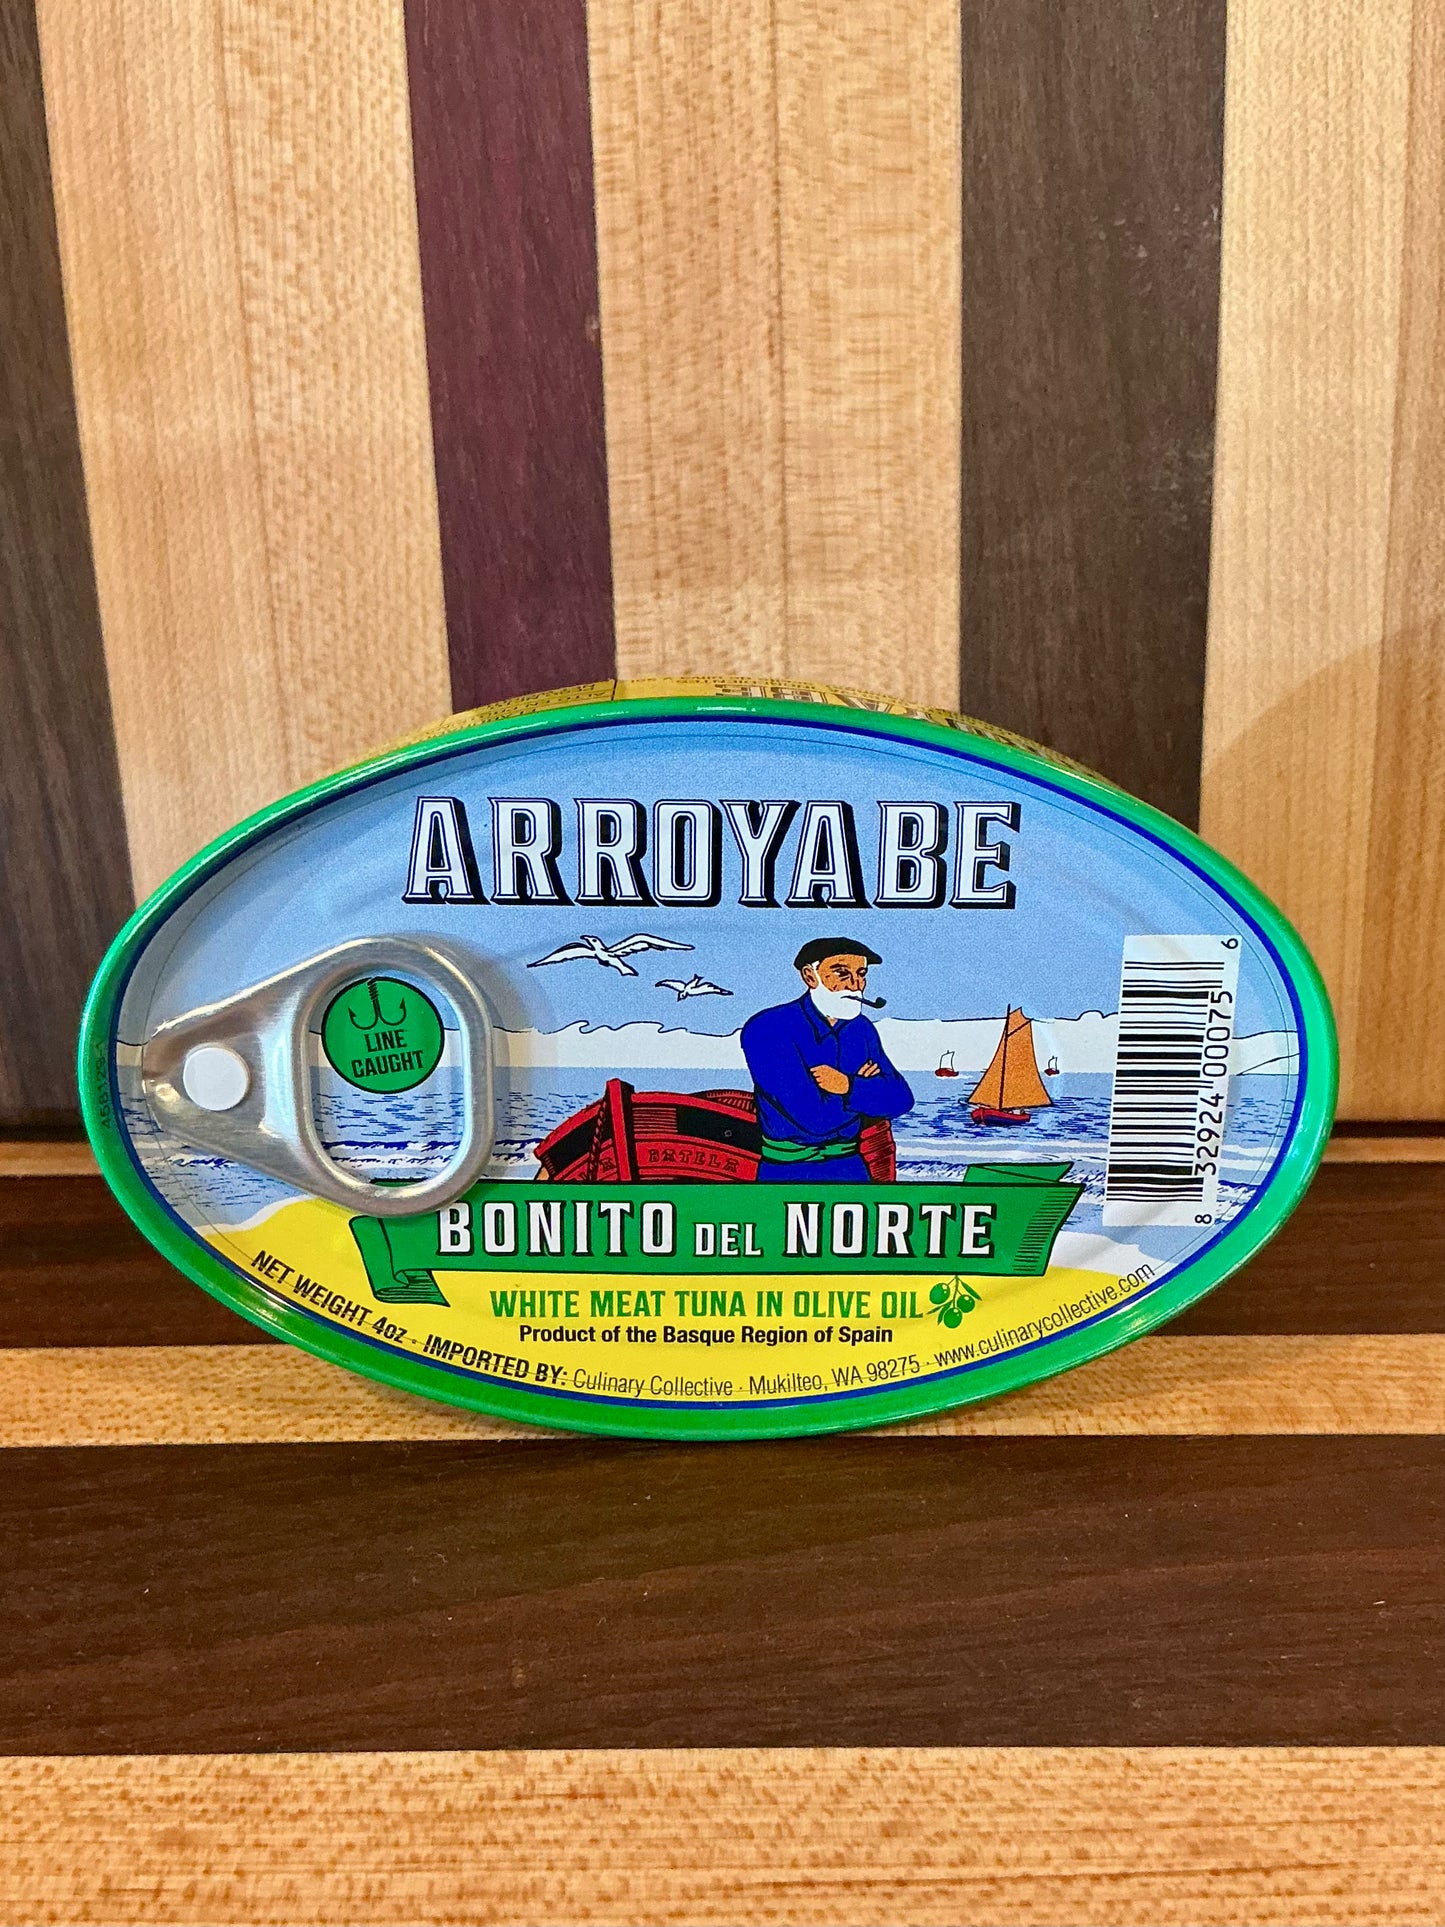 ARROYABE
LINE
CAUGHT
BATELA
BONITO DEL NORTE
WHITE MEAT TUNA IN OLIVE OIL
Product of the Basque Region of Spain
NET WEIGHT 4oz · IMPORTED BY: Culinary Collective · Mukilteo, WA 98275 · www.culinarycollective.com
8 32924 00075 6